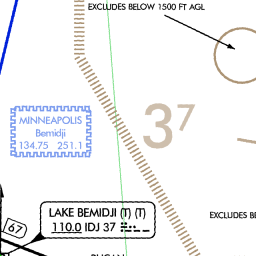 EXCLUDES BELOW 1500 FT AGL
37
MINNEAPOLIS
Bemidji
134.75 251.1
EXCLUDES BE
LAKE BEMIDJI (T) (T)
110.0 IDJ 37
67